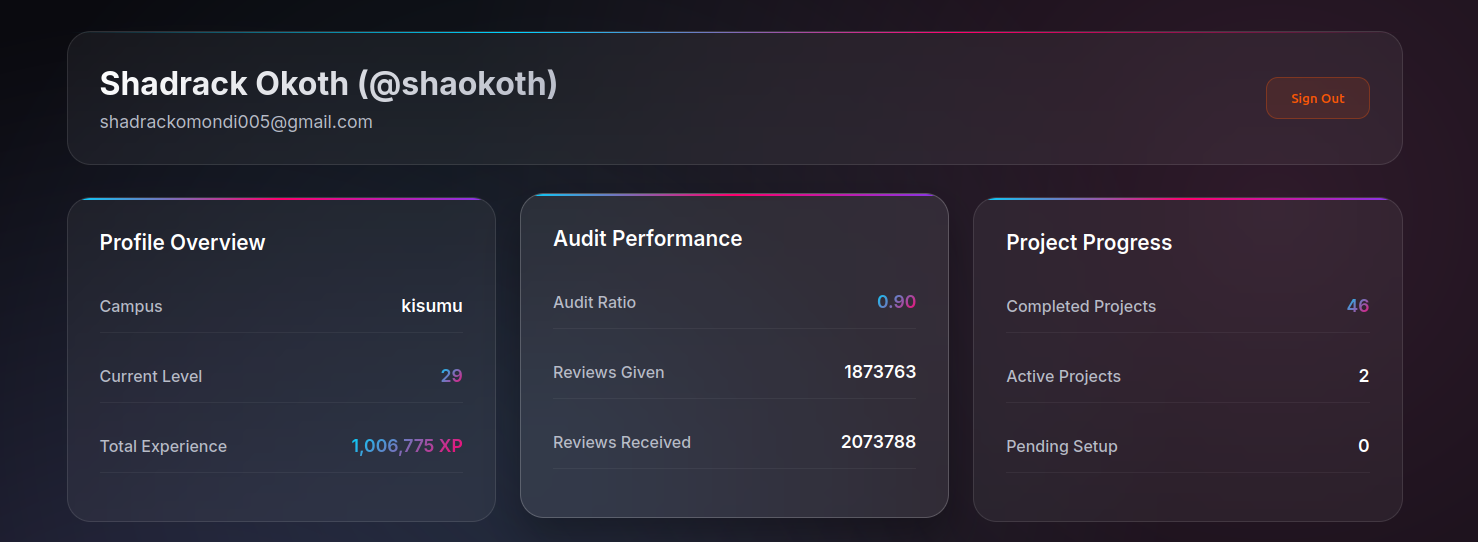 Shadrack Okoth (@shaokoth)
shadrackomondi005@gmail.com
Sign Out
Profile Overview
Campus kisumu
Current Level 29
Total Experience 1,006,775 XP
Audit Performance
Audit Ratio 0.90
Reviews Given 1873763
Reviews Received 2073788
Project Progress
Completed Projects 46
Active Projects 2
Pending Setup 0